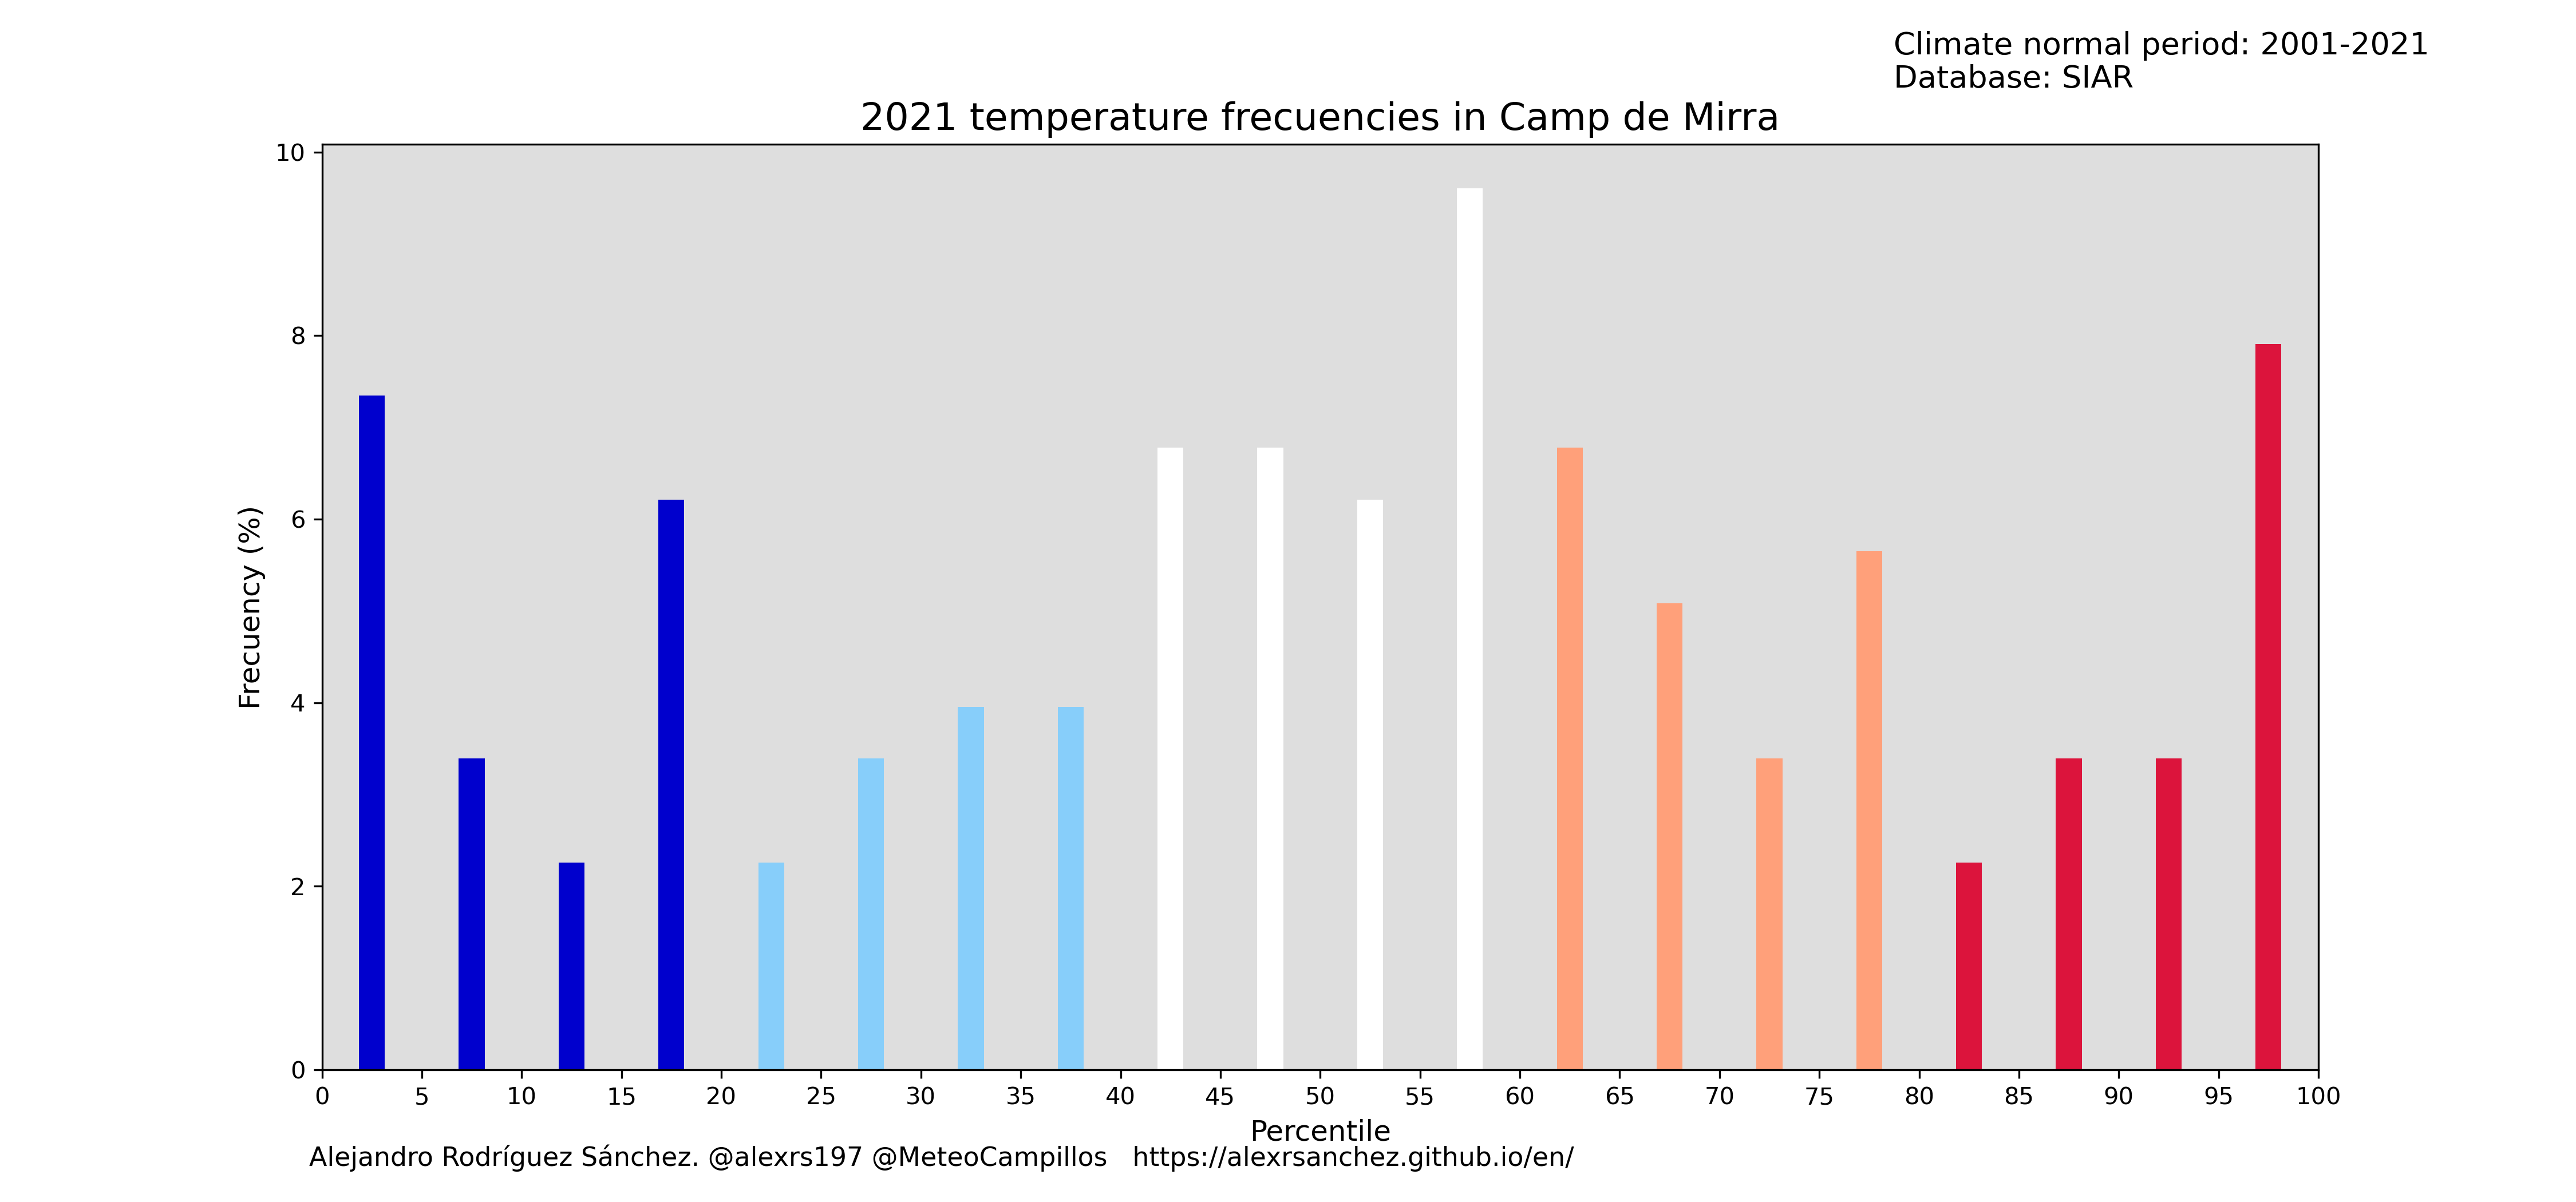 Climate normal period: 2001-2021
Database: SIAR
2021 temperature frecuencies in Camp de Mirra
10
8
6
4
2
0
Frecuency (%)
0 5 10 15 20 25 30 35 40 45 50 55 60 65 70 75 80 85 90 95 100
Percentile
Alejandro Rodríguez Sánchez. @alexrs197 @MeteoCampillos https://alexrsanchez.github.io/en/